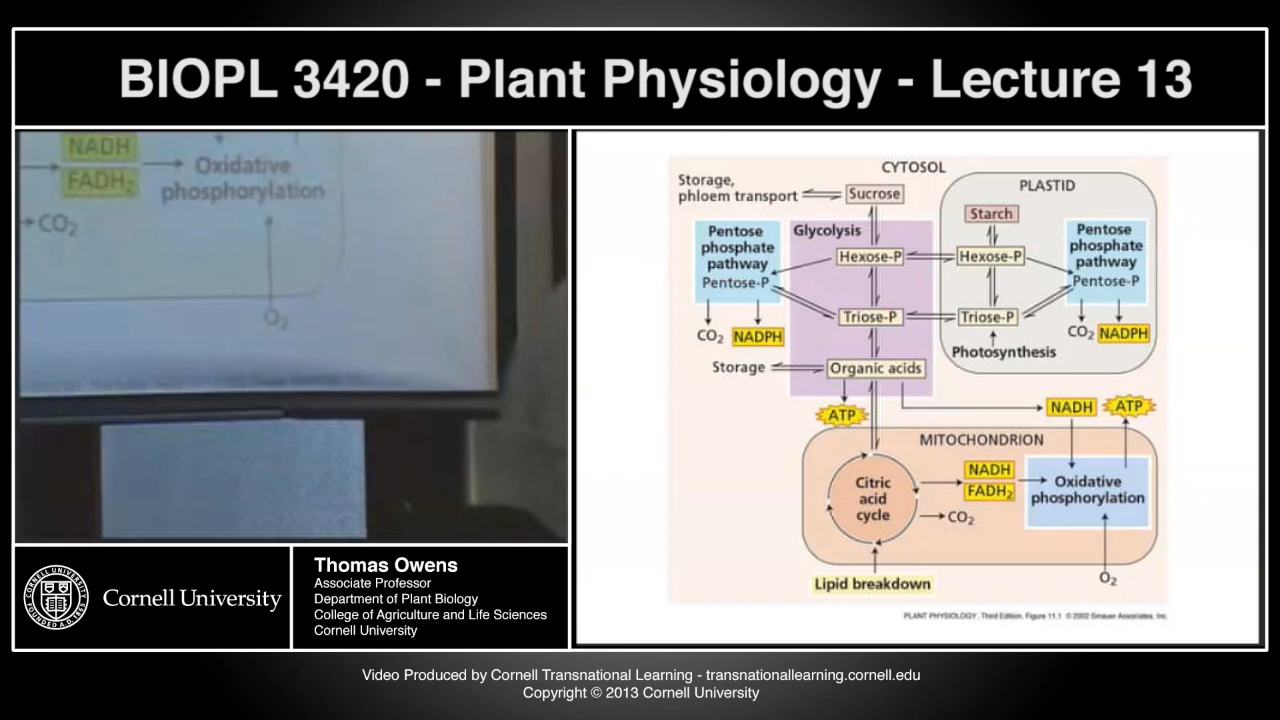 BIOPL 3420 - Plant Physiology - Lecture 13
NADH
FADH2
Oxidative
phosphorylation
CO2
O2
CYTOSOL
Storage,
phloem transport
Sucrose
PLASTID
Starch
Pentose
phosphate
pathway
Pentose-P
Glycolysis
Hexose-P
Hexose-P
Pentose
phosphate
pathway
Pentose-P
Triose-P
Triose-P
CO2
NADPH
CO2
NADPH
Photosynthesis
Storage
Organic acids
ATP
NADH
ATP
MITOCHONDRION
Citric
acid
cycle
NADH
FADH2
CO2
Oxidative
phosphorylation
Lipid breakdown
O2
PLANT PHYSIOLOGY, Third Edition, Figure 11.1 © 2002 Sinauer Associates, Inc.
CORNELL UNIVERSITY
FOUNDED A.D. 1865
Cornell University
Thomas Owens
Associate Professor
Department of Plant Biology
College of Agriculture and Life Sciences
Cornell University
Video Produced by Cornell Transnational Learning - transnationallearning.cornell.edu
Copyright © 2013 Cornell University